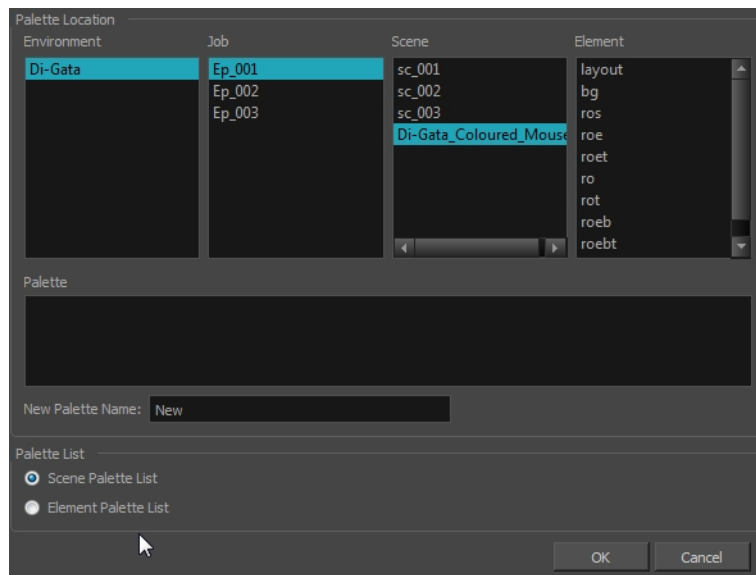 Palette Location
Environment Job Scene Element
Di-Gata Ep_001 sc_001 layout
Ep_002 sc_002 bg
Ep_003 sc_003 ros
Di-Gata_Coloured_Mouse roe
roet
ro
rot
roeb
roebt
Palette
New Palette Name: New
Palette List
Scene Palette List
Element Palette List
OK Cancel